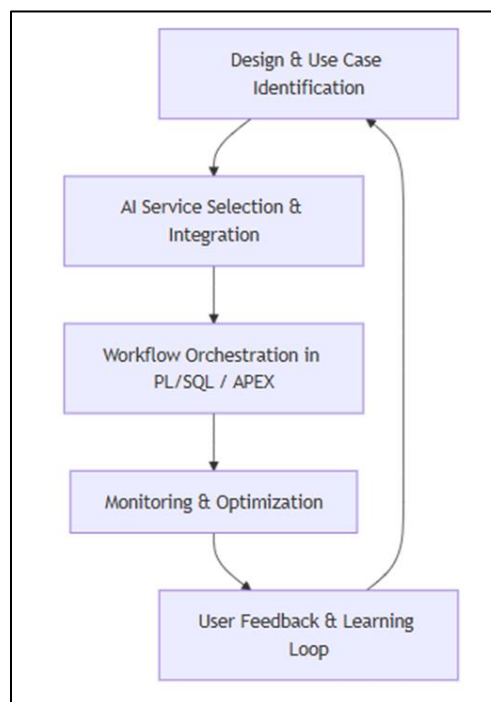 Design & Use Case
Identification
AI Service Selection &
Integration
Workflow Orchestration in
PL/SQL / APEX
Monitoring & Optimization
User Feedback & Learning
Loop